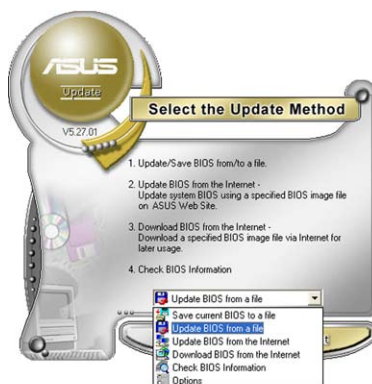 ASUS
Update
V5.27.01
Select the Update Method
1. Update/Save BIOS from/to a file.
2. Update BIOS from the Internet -
Update system BIOS using a specified BIOS image file
on ASUS Web Site.
3. Download BIOS from the Internet -
Download a specified BIOS image file via Internet for
later usage.
4. Check BIOS Information
Update BIOS from a file
Save current BIOS to a file
Update BIOS from a file
Update BIOS from the Internet
Download BIOS from the Internet
Check BIOS Information
Options